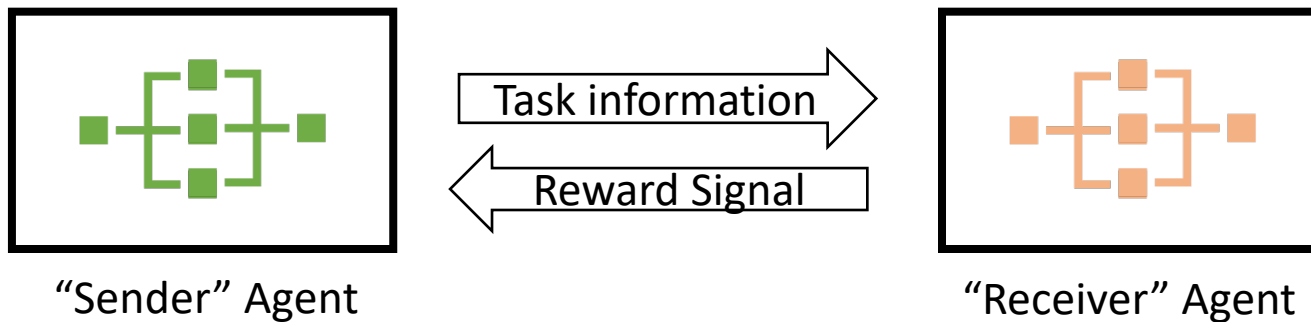 Task information
Reward Signal
“Sender” Agent
“Receiver” Agent